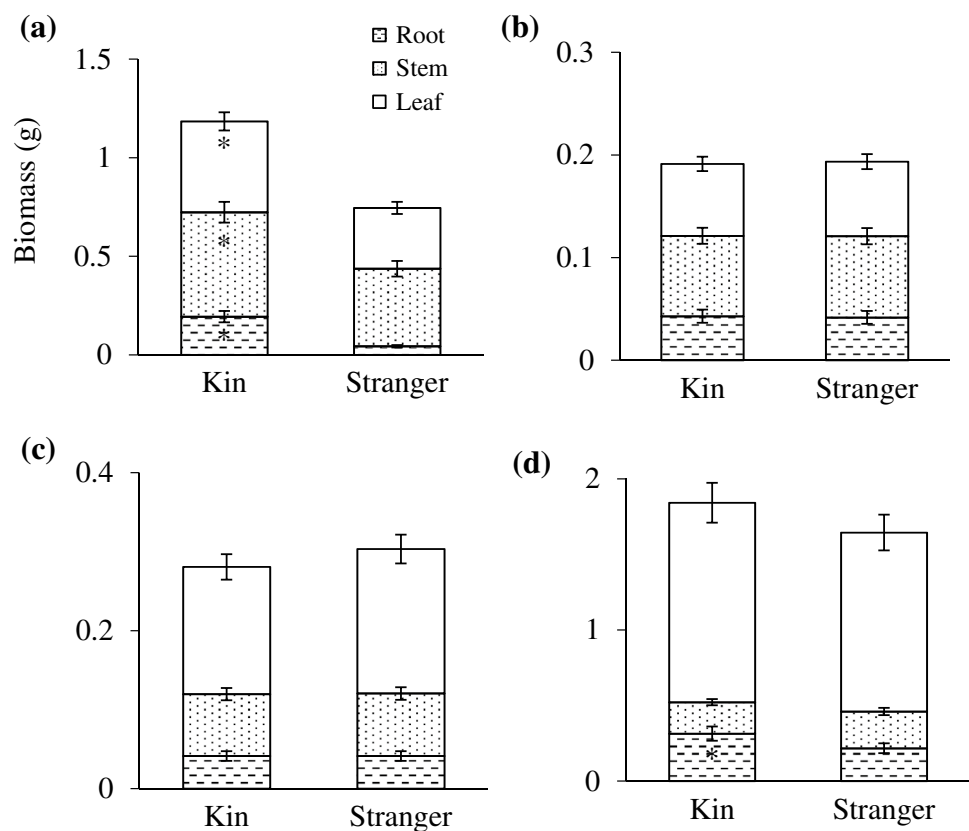 (a)
Root
Stem
Leaf
1.5
1
0.5
0
Biomass (g)
*
*
*
Kin Stranger
(b)
0.3
0.2
0.1
0
Kin Stranger
(c)
0.4
0.2
0
Kin Stranger
(d)
2
1
0
*
Kin Stranger